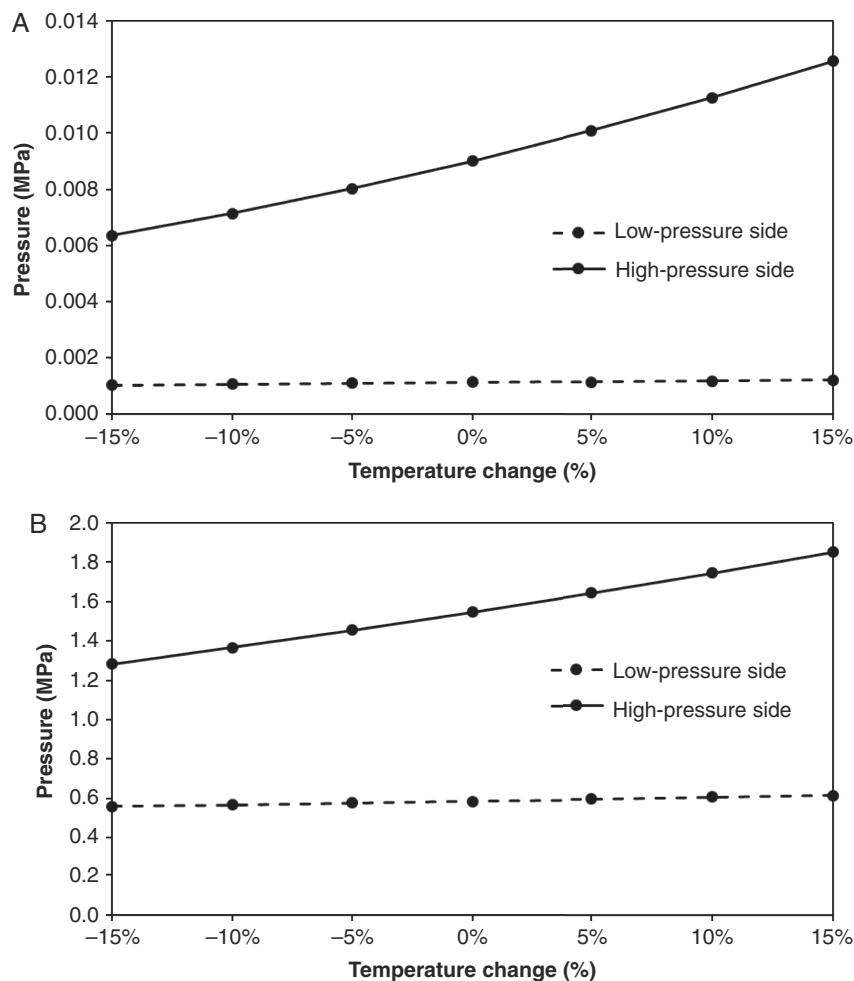 A
0.014
0.012
0.010
0.008
0.006
0.004
0.002
0.000
Pressure (MPa)
Low-pressure side
High-pressure side
–15% –10% –5% 0% 5% 10% 15%
Temperature change (%)
B
2.0
1.8
1.6
1.4
1.2
1.0
0.8
0.6
0.4
0.2
0.0
Pressure (MPa)
Low-pressure side
High-pressure side
–15% –10% –5% 0% 5% 10% 15%
Temperature change (%)